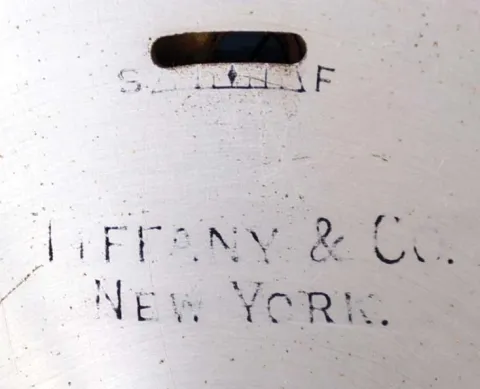 S F
TIFFANY & CO.
NEW YORK.